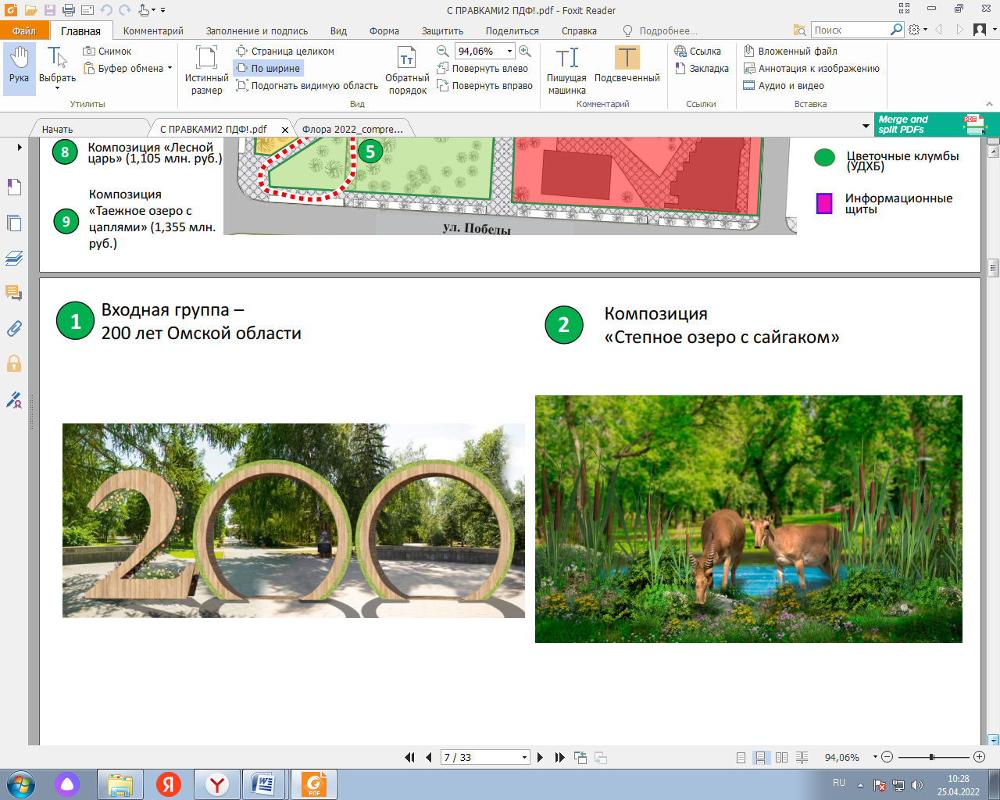 С ПРАВКАМИ2 ПДФ!.pdf - Foxit Reader
Файл
Главная
Комментарий
Заполнение и подпись
Вид
Форма
Защитить
Поделиться
Справка
Подробнее...
Поиск
Рука
Выбрать
Снимок
Буфер обмена
Утилиты
Истинный
размер
Страница целиком
По ширине
Подогнать видимую область
Обратный
порядок
94,06%
Повернуть влево
Повернуть вправо
Вид
Пишущая
машинка
Подсвеченный
Комментарий
Ссылка
Закладка
Ссылки
Вложенный файл
Аннотация к изображению
Аудио и видео
Вставка
Начать
С ПРАВКАМИ2 ПДФ!.pdf
Флора 2022_compre...
Merge and
split PDFs
PDF
8
Композиция «Лесной
царь» (1,105 млн. руб.)
9
Композиция
«Таежное озеро с
цаплями» (1,355 млн.
руб.)
5
ул. Победы
Цветочные клумбы
(УДХБ)
Информационные
щиты
1
Входная группа –
200 лет Омской области
2
Композиция
«Степное озеро с сайгаком»
200
7 / 33
94,06%
RU
10:28
25.04.2022